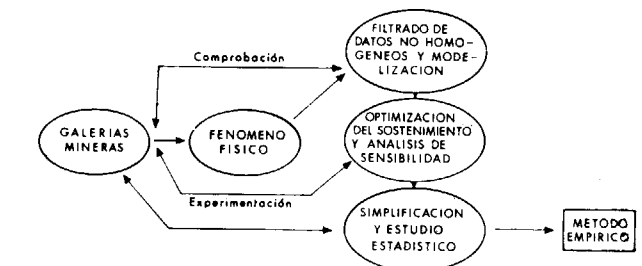 FILTRADO DE
DATOS NO HOMO-
GENEOS Y MODE-
LIZACION
Comprobación
GALERIAS
MINERAS
FENOMENO
FISICO
OPTIMIZACION
DEL SOSTENIMIENTO
Y ANALISIS DE
SENSIBILIDAD
Experimentación
SIMPLIFICACION
Y ESTUDIO
ESTADISTICO
METODO
EMPIRICO